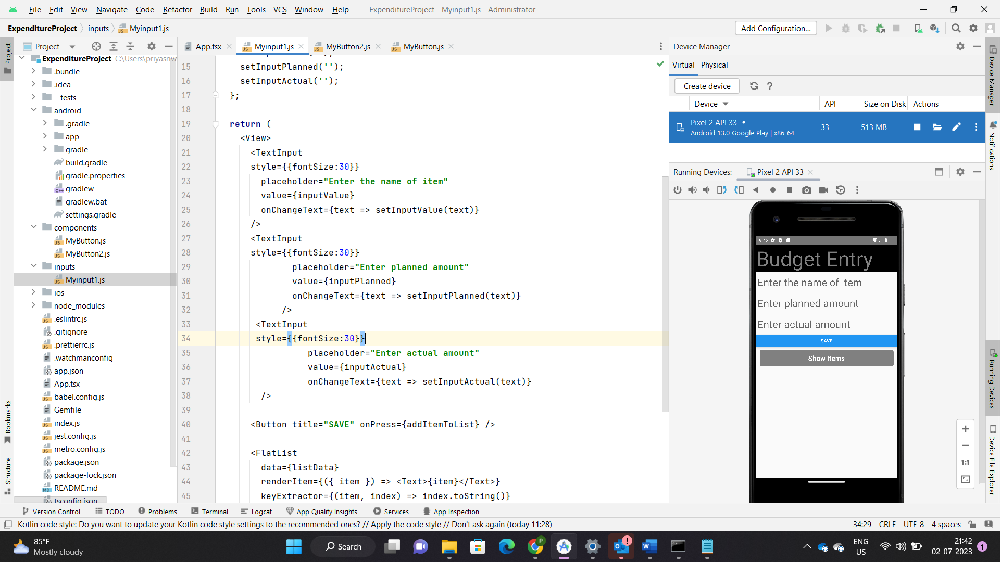 File Edit View Navigate Code Refactor Build Run Tools VCS Window Help ExpenditureProject - Myinput1.js - Administrator
ExpenditureProject inputs Myinput1.js Add Configuration...
Project
Project
ExpenditureProject C:\Users\priyasriva
.bundle
.idea
__tests__
android
.gradle
app
gradle
build.gradle
gradle.properties
gradlew
gradlew.bat
settings.gradle
components
MyButton.js
MyButton2.js
inputs
Myinput1.js
ios
node_modules
.eslintrc.js
.gitignore
.prettierrc.js
.watchmanconfig
app.json
App.tsx
babel.config.js
Gemfile
index.js
jest.config.js
metro.config.js
package.json
package-lock.json
README.md
tsconfig.json
Bookmarks
Structure
App.tsx Myinput1.js MyButton2.js MyButton.js
15 setInputPlanned('');
16 setInputActual('');
17 };
18
19 return (
20 <View>
21 <TextInput
22 style={{fontSize:30}}
23 placeholder="Enter the name of item"
24 value={inputValue}
25 onChangeText={text => setInputValue(text)}
26 />
27 <TextInput
28 style={{fontSize:30}}
29 placeholder="Enter planned amount"
30 value={inputPlanned}
31 onChangeText={text => setInputPlanned(text)}
32 />
33 <TextInput
34 style={{fontSize:30}}
35 placeholder="Enter actual amount"
36 value={inputActual}
37 onChangeText={text => setInputActual(text)}
38 />
39
40 <Button title="SAVE" onPress={addItemToList} />
41
42 <FlatList
43 data={listData}
44 renderItem={({ item }) => <Text>{item}</Text>}
45 keyExtractor={(item, index) => index.toString()}
Device Manager
Virtual Physical
Create device ?
Device API Size on Disk Actions
Pixel 2 API 33 • 33 513 MB
Android 13.0 Google Play | x86_64
Running Devices: Pixel 2 API 33
9:42
Budget Entry
Enter the name of item
Enter planned amount
Enter actual amount
SAVE
Show Items
1:1
Device Manager
Notifications
Running Devices
Device File Explorer
Version Control TODO Problems Terminal Logcat App Quality Insights Services App Inspection
Kotlin code style: Do you want to update your Kotlin code style settings to the recommended ones? // Apply the code style // Don't ask again (today 11:28) 34:29 CRLF UTF-8 4 spaces
85°F
Mostly cloudy
Search
ENG
US
21:42
02-07-2023
1